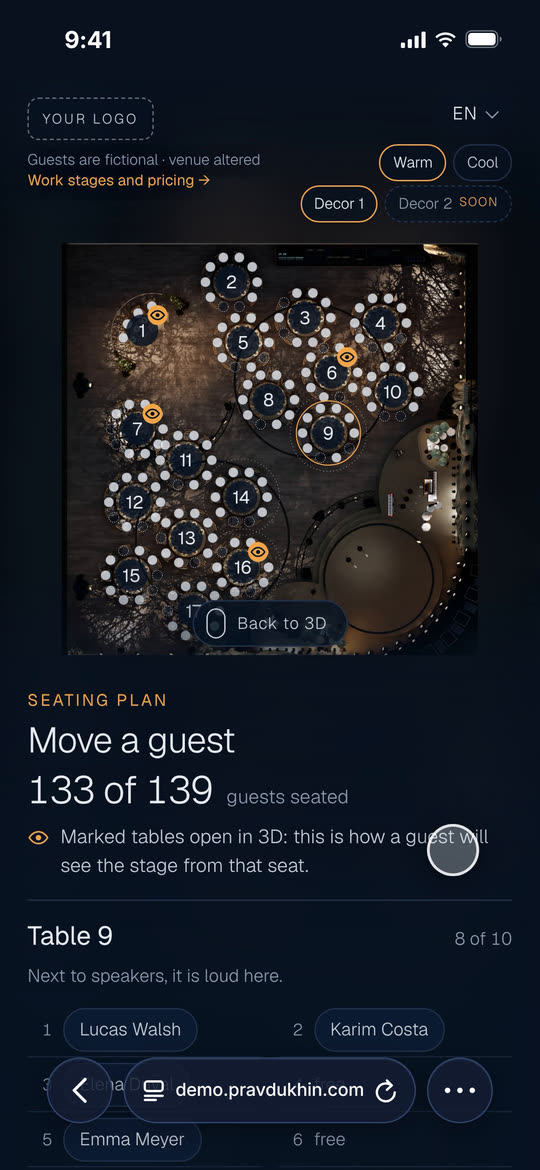 9:41
YOUR LOGO
EN
Guests are fictional · venue altered
Work stages and pricing →
Warm
Cool
Decor 1
Decor 2 SOON
2
1
3
4
5
6
8
10
9
7
11
12
14
13
15
16
17
Back to 3D
SEATING PLAN
Move a guest
133 of 139 guests seated
Marked tables open in 3D: this is how a guest will
see the stage from that seat.
Table 9
8 of 10
Next to speakers, it is loud here.
1 Lucas Walsh
2 Karim Costa
3 Elena
demo.pravdukhin.com
5 Emma Meyer
6 free